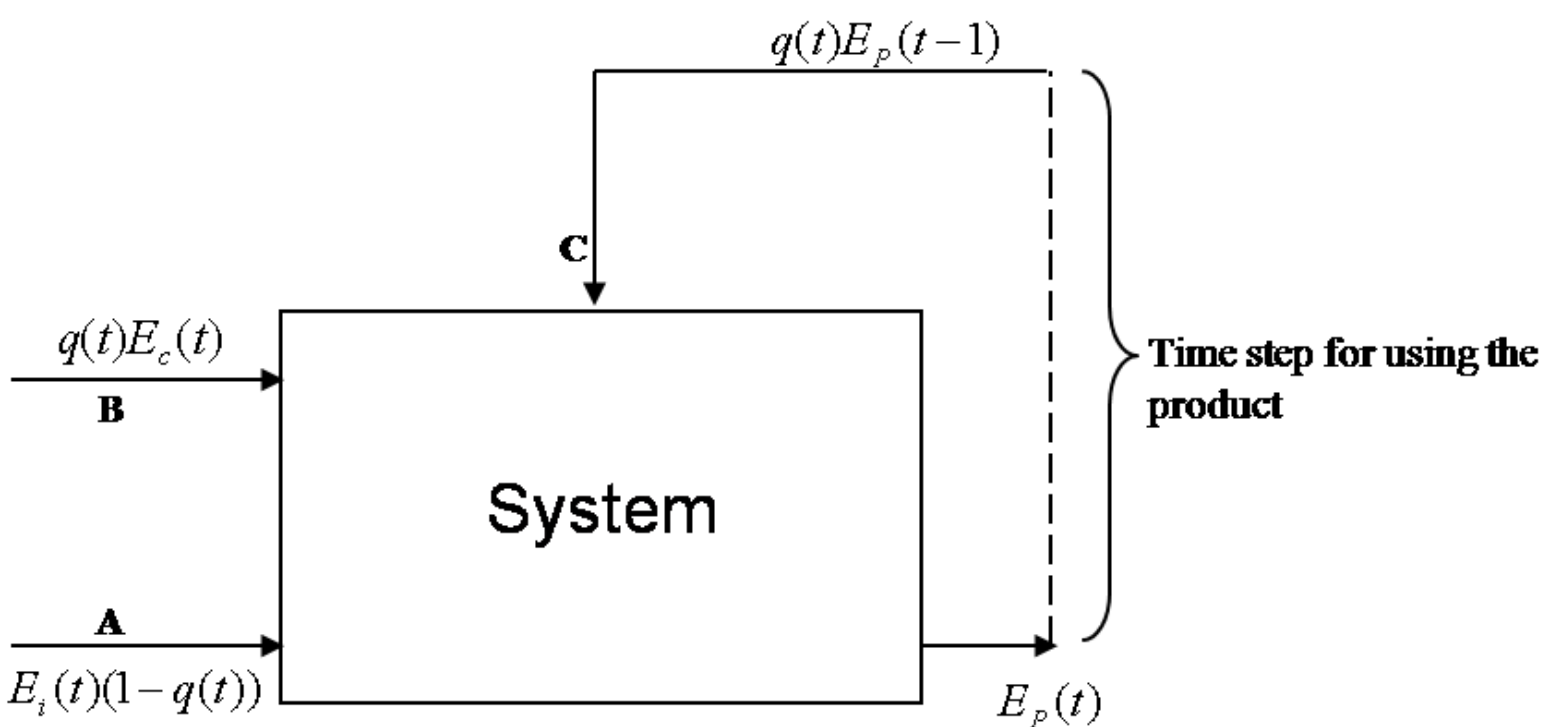 q(t)E_p(t-1)
C
q(t)E_c(t)
B
Time step for using the
product
System
A
E_i(t)(1-q(t))
E_p(t)